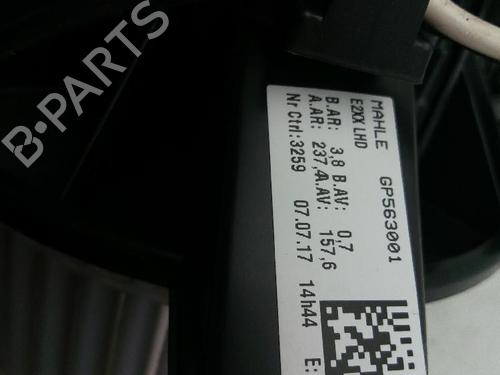 MAHLE GP563001
E2XX LHD
B.AR: 3,8 B.AV: 0,7
A.AR: 237,4A.AV: 157,6
Nr Ctrl:3259 07.07.17 14h44 E:
B
PARTS